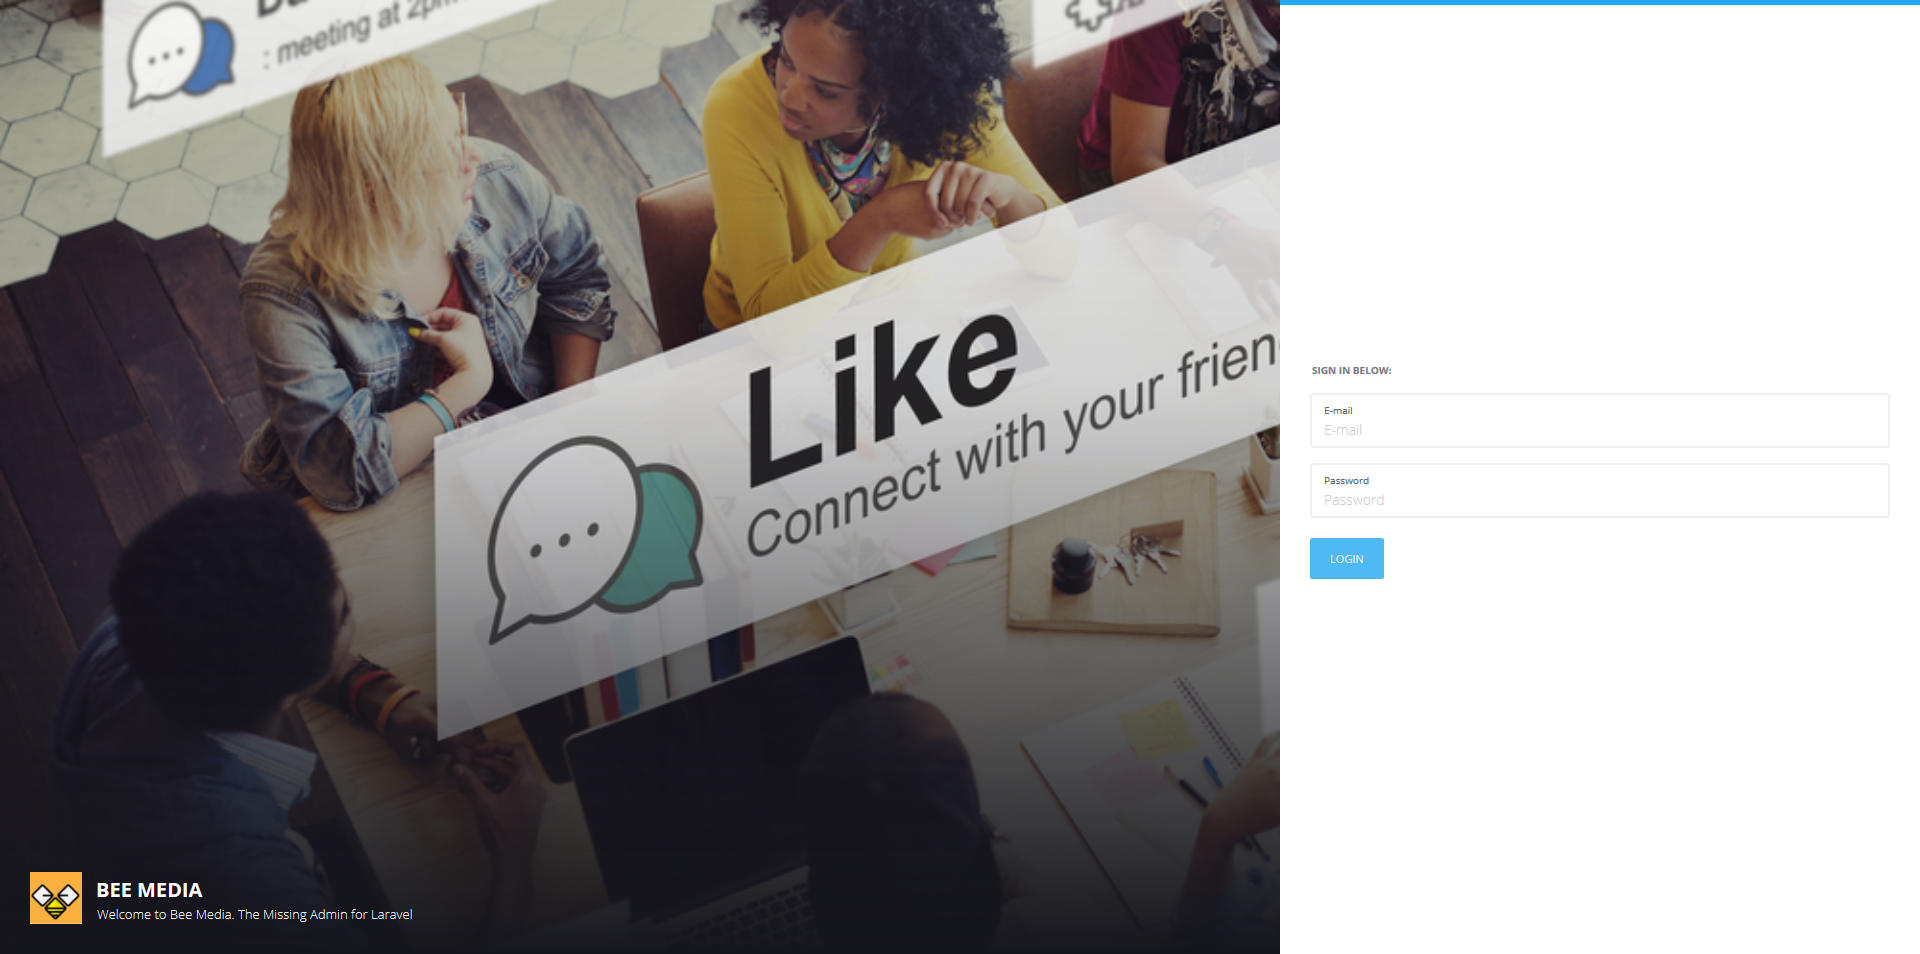 : meeting at 2pm
Like
Connect with your frien
BEE MEDIA
Welcome to Bee Media. The Missing Admin for Laravel
SIGN IN BELOW:
E-mail
E-mail
Password
Password
LOGIN